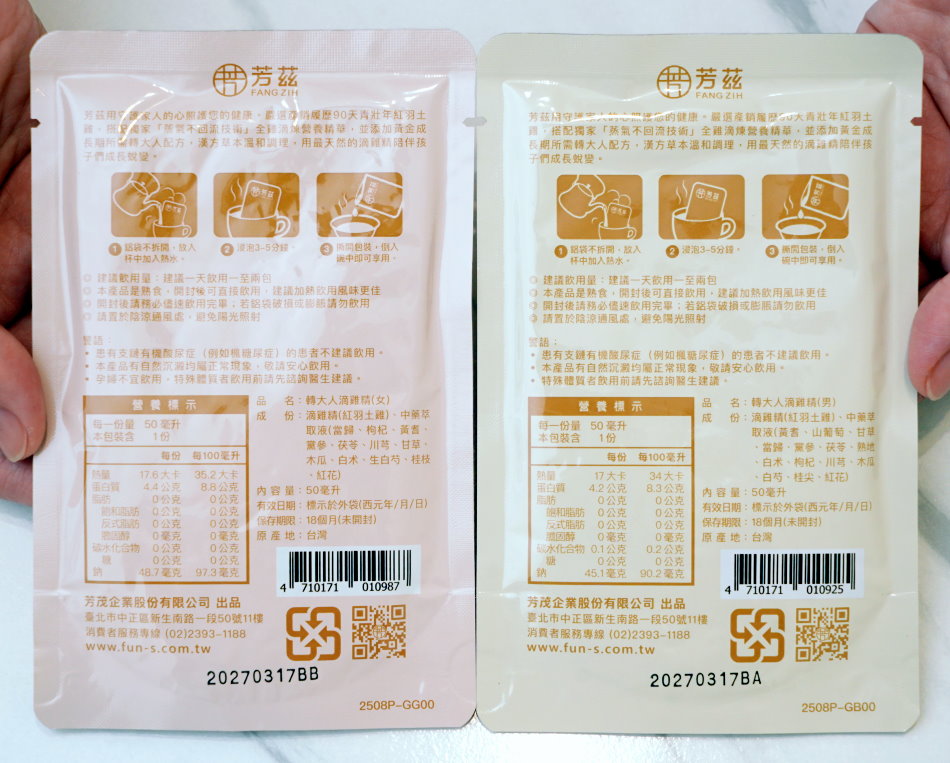 芳茲
FANG ZIH
芳茲用守護家人的心照護您的健康。嚴選產銷履歷90天青壯年紅羽土
雞，搭配獨家「蒸氣不回流技術」全雞滴煉營養精華，並添加黃金成
長期所需轉大人配方，漢方草本溫和調理，用最天然的滴雞精陪伴孩
子們成長蛻變。
1 鋁袋不拆開，放入
杯中加入熱水。
2 浸泡3-5分鐘。
3 撕開包裝，倒入
碗中即可享用。
◎ 建議飲用量：建議一天飲用一至兩包
◎ 本產品是熟食，開封後可直接飲用，建議加熱飲用風味更佳
◎ 開封後請務必儘速飲用完畢；若鋁袋破損或膨脹請勿飲用
◎ 請置於陰涼通風處，避免陽光照射
警語：
• 患有支鏈有機酸尿症（例如楓糖尿症）的患者不建議飲用。
• 本產品有自然沉澱均屬正常現象，敬請安心飲用。
• 孕婦不宜飲用，特殊體質者飲用前請先諮詢醫生建議。
營養標示
每一份量 50毫升
本包裝含 1份
每份 每100毫升
熱量 17.6大卡 35.2大卡
蛋白質 4.4公克 8.8公克
脂肪 0公克 0公克
飽和脂肪 0公克 0公克
反式脂肪 0公克 0公克
膽固醇 0毫克 0毫克
碳水化合物 0公克 0公克
糖 0公克 0公克
鈉 48.7毫克 97.3毫克
品 名：轉大人滴雞精(女)
成 份：滴雞精(紅羽土雞)、中藥萃
取液(當歸、枸杞、黃耆、
黨參、茯苓、川芎、甘草、
木瓜、白朮、生白芍、桂枝
、紅花)
內容量：50毫升
有效日期：標示於外袋(西元年/月/日)
保存期限：18個月(未開封)
原產地：台灣
4 710171 010987
芳茂企業股份有限公司 出品
臺北市中正區新生南路一段50號11樓
消費者服務專線 (02)2393-1188
www.fun-s.com.tw
20270317BB
2508P-GG00
芳茲
FANG ZIH
芳茲用守護家人的心照護您的健康。嚴選產銷履歷90天青壯年紅羽土
雞，搭配獨家「蒸氣不回流技術」全雞滴煉營養精華，並添加黃金成
長期所需轉大人配方，漢方草本溫和調理，用最天然的滴雞精陪伴孩
子們成長蛻變。
1 鋁袋不拆開，放入
杯中加入熱水。
2 浸泡3-5分鐘。
3 撕開包裝，倒入
碗中即可享用。
◎ 建議飲用量：建議一天飲用一至兩包
◎ 本產品是熟食，開封後可直接飲用，建議加熱飲用風味更佳
◎ 開封後請務必儘速飲用完畢；若鋁袋破損或膨脹請勿飲用
◎ 請置於陰涼通風處，避免陽光照射
警語：
• 患有支鏈有機酸尿症（例如楓糖尿症）的患者不建議飲用。
• 本產品有自然沉澱均屬正常現象，敬請安心飲用。
• 孕婦不宜飲用，特殊體質者飲用前請先諮詢醫生建議。
營養標示
每一份量 50毫升
本包裝含 1份
每份 每100毫升
熱量 17大卡 34大卡
蛋白質 4.2公克 8.3公克
脂肪 0公克 0公克
飽和脂肪 0公克 0公克
反式脂肪 0公克 0公克
膽固醇 0毫克 0毫克
碳水化合物 0.1公克 0.2公克
糖 0公克 0公克
鈉 45.1毫克 90.2毫克
品 名：轉大人滴雞精(男)
成 份：滴雞精(紅羽土雞)、中藥萃
取液(黃耆、山葡萄、甘草
、當歸、黨參、茯苓、熟地
、白朮、枸杞、川芎、木瓜
、白芍、桂尖、紅花)
內容量：50毫升
有效日期：標示於外袋(西元年/月/日)
保存期限：18個月(未開封)
原產地：台灣
4 710171 010925
芳茂企業股份有限公司 出品
臺北市中正區新生南路一段50號11樓
消費者服務專線 (02)2393-1188
www.fun-s.com.tw
20270317BA
2508P-GB00